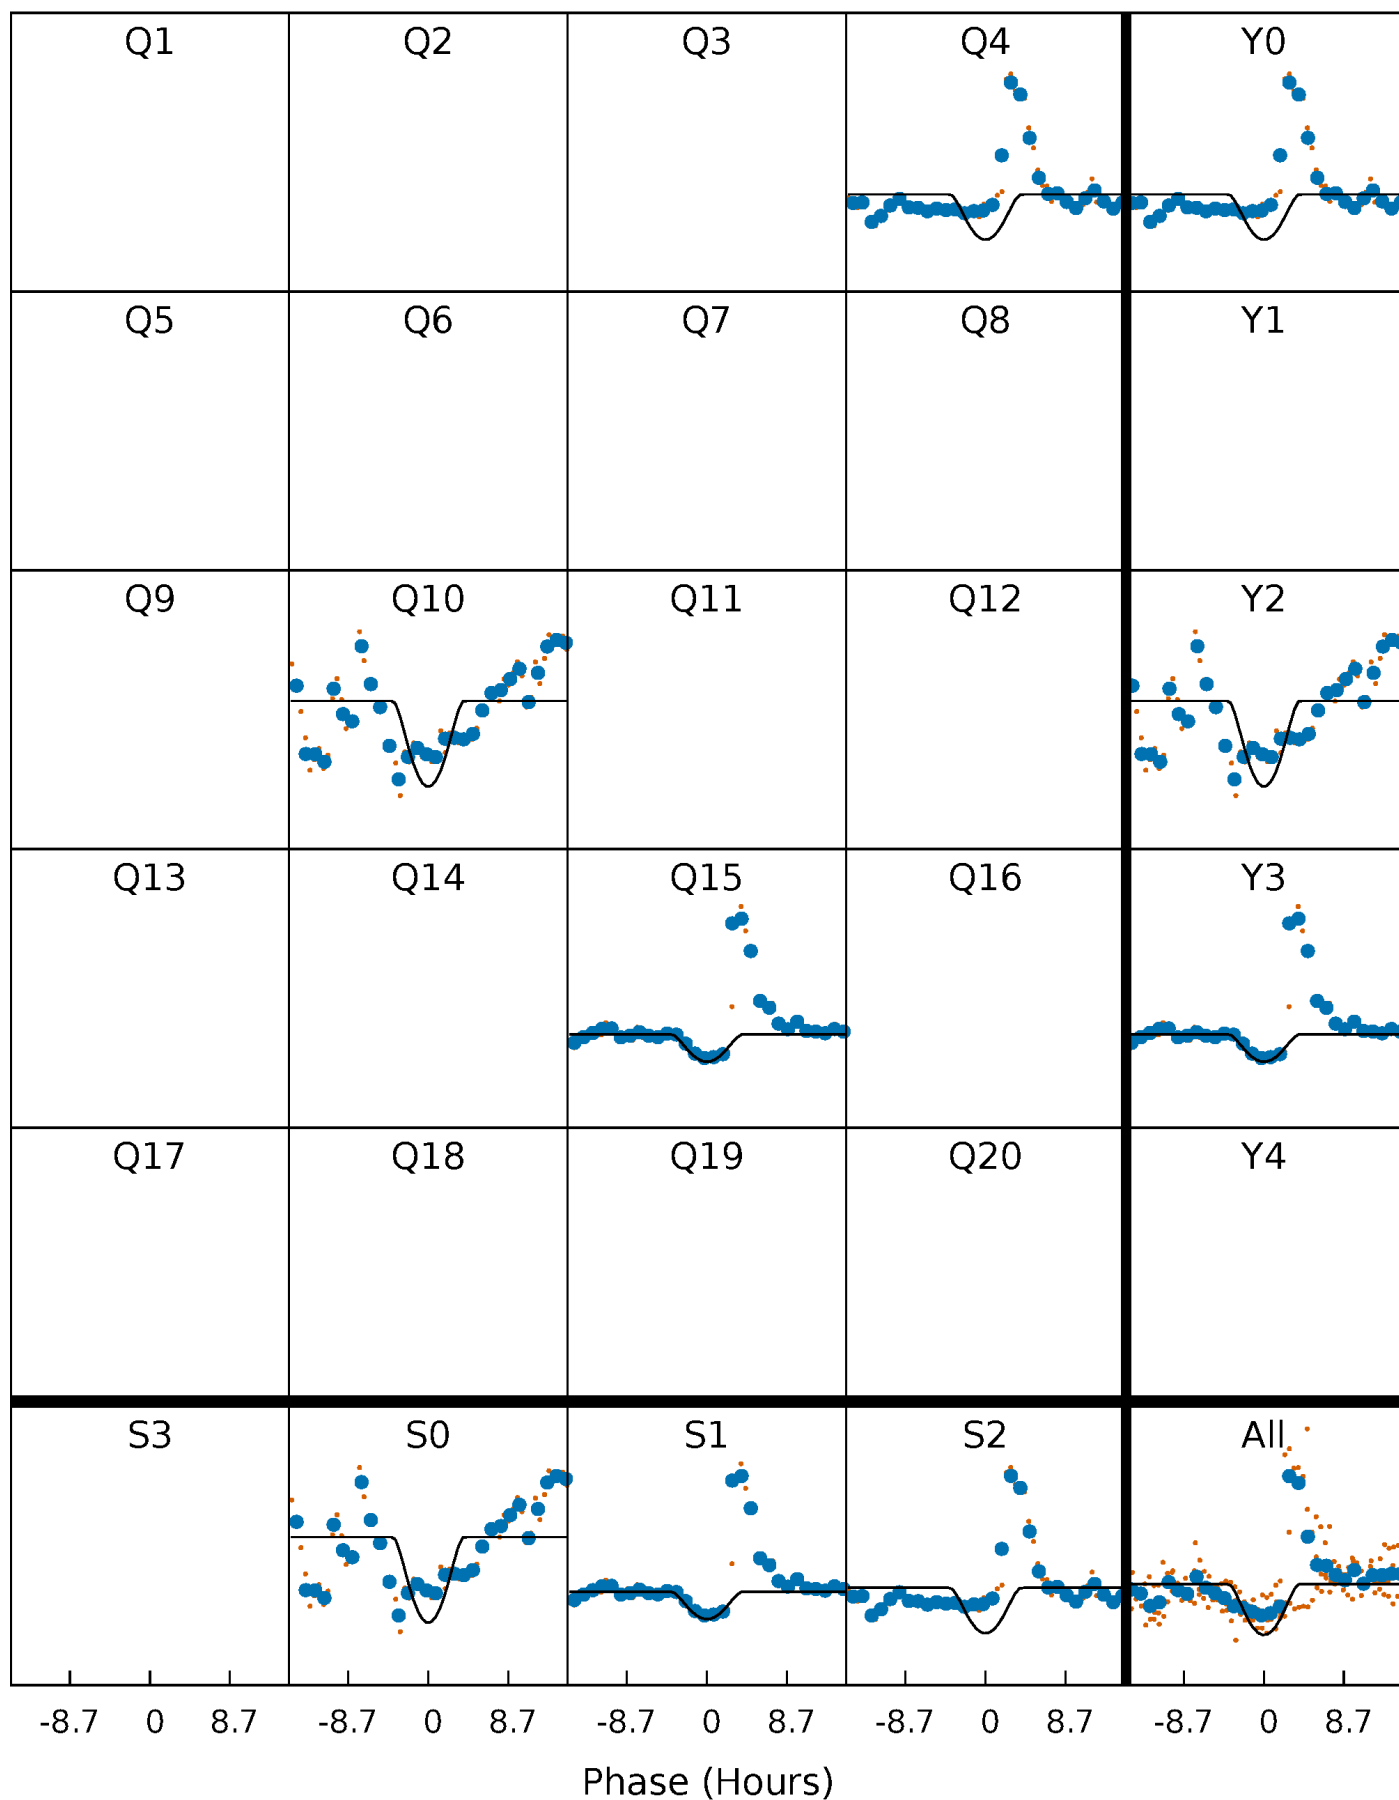 Q1 Q2 Q3 Q4 Y0
Q5 Q6 Q7 Q8 Y1
Q9 Q10 Q11 Q12 Y2
Q13 Q14 Q15 Q16 Y3
Q17 Q18 Q19 Q20 Y4
S3 S0 S1 S2 All
-8.7 0 8.7 -8.7 0 8.7 -8.7 0 8.7 -8.7 0 8.7 -8.7 0 8.7
Phase (Hours)